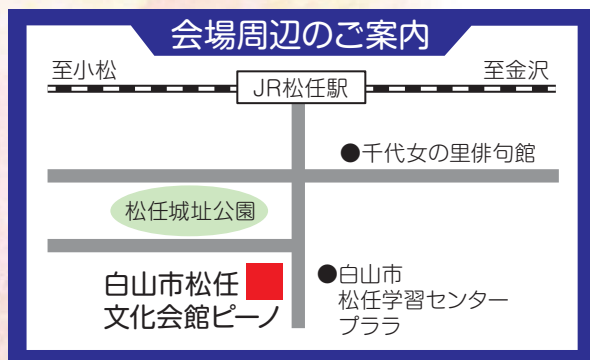 会場周辺のご案内
至小松
至金沢
JR松任駅
●千代女の里俳句館
松任城址公園
白山市松任
文化会館ピーノ
●白山市
松任学習センター
プララ